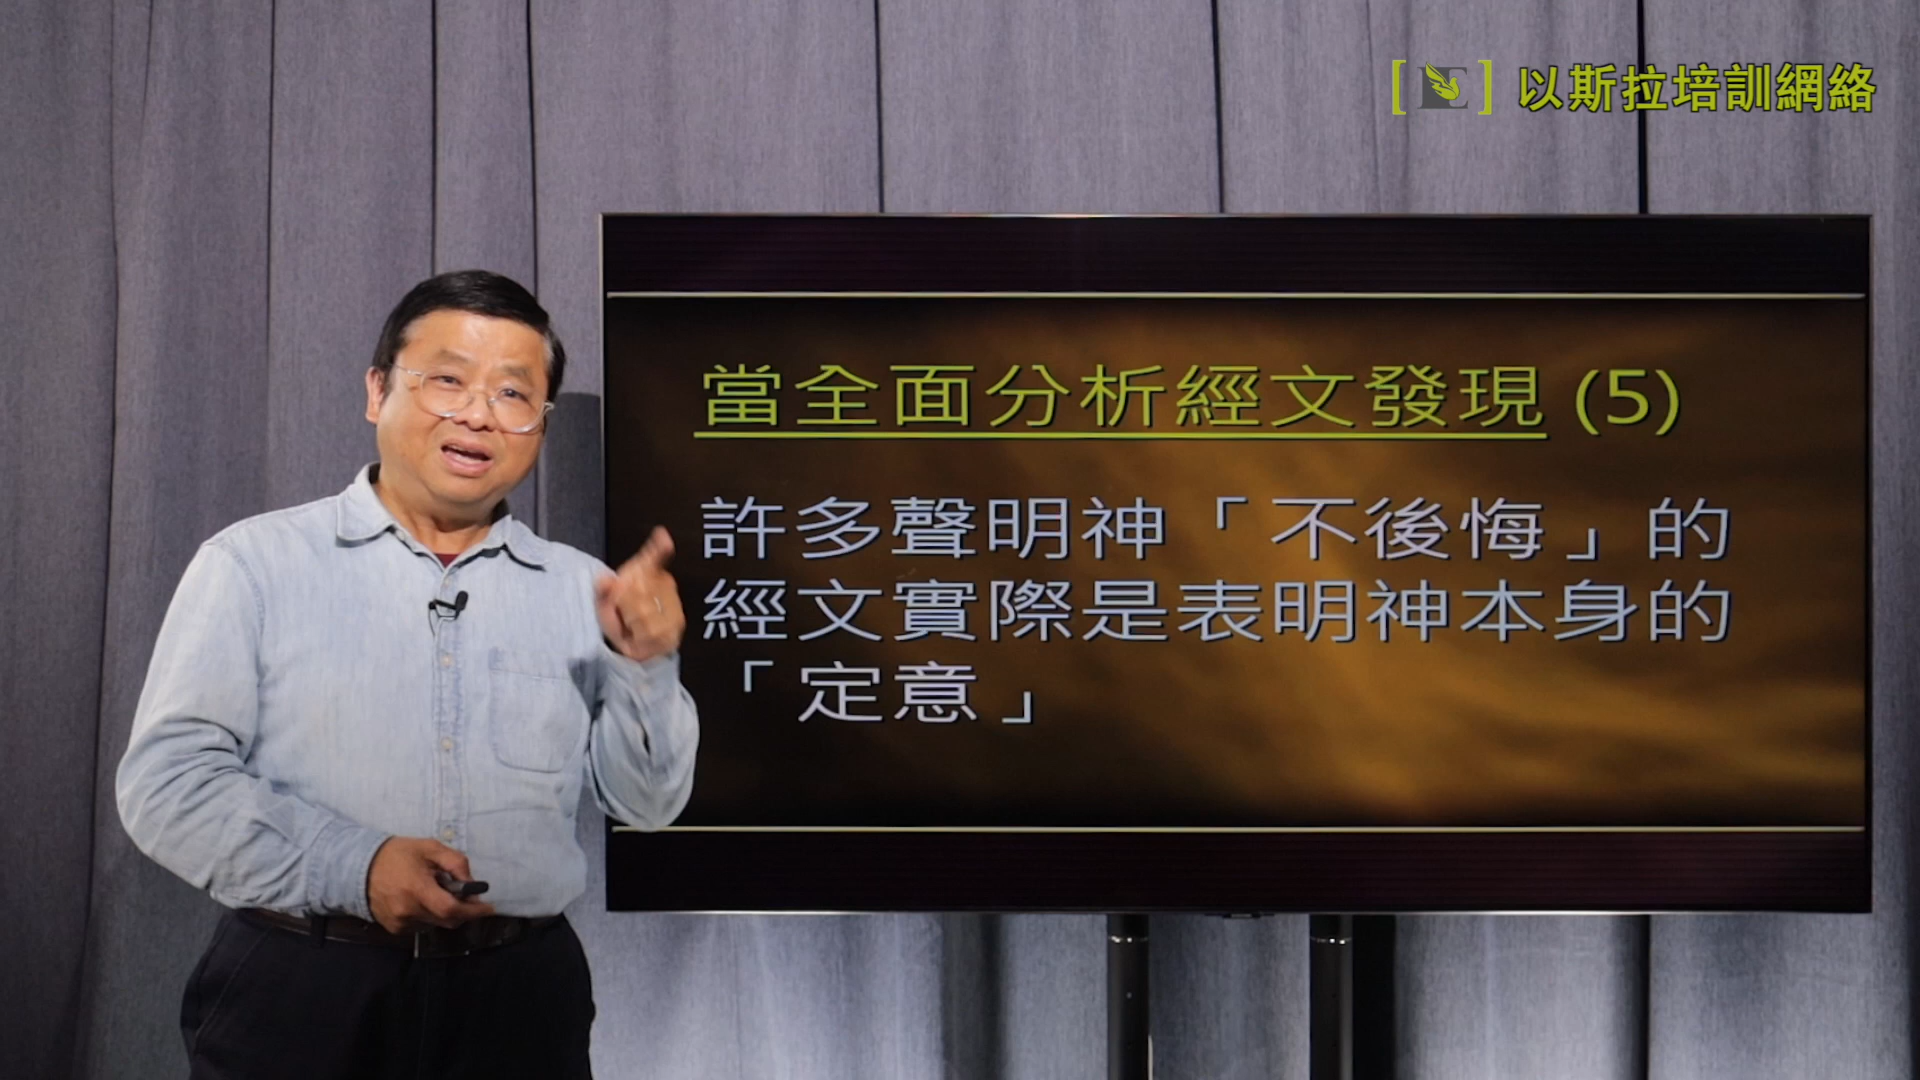 以斯拉培訓網絡
當全面分析經文發現 (5)
許多聲明神「不後悔」的
經文實際是表明神本身的
「定意」